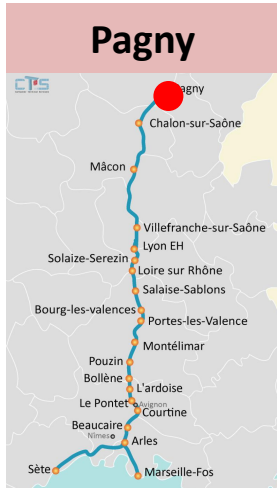 Pagny
CTS
agny
Chalon-sur-Saône
Mâcon
Villefranche-sur-Saône
Lyon EH
Solaize-Serezin
Loire sur Rhône
Salaise-Sablons
Bourg-les-valences
Portes-les-Valence
Montélimar
Pouzin
Bollène
L'ardoise
Le Pontet
Avignon
Courtine
Beaucaire
Nîmes
Arles
Sète
Marseille-Fos